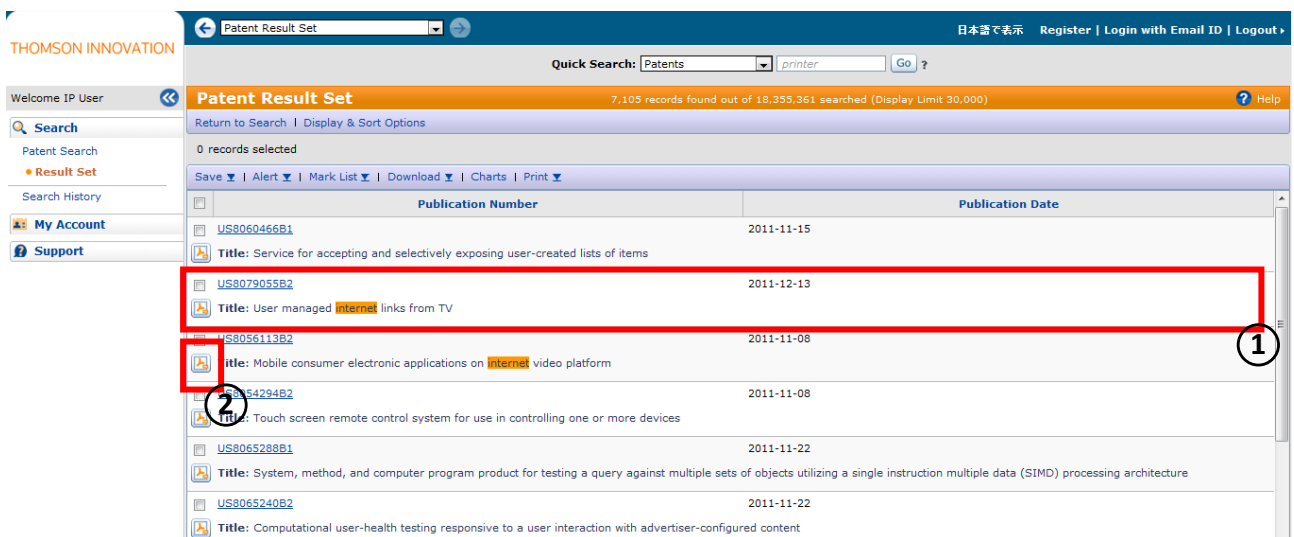 THOMSON INNOVATION
Patent Result Set
日本語で表示 Register | Login with Email ID | Logout
Quick Search: Patents printer Go ?
Welcome IP User
Search
Patent Search
Result Set
Search History
My Account
Support
Patent Result Set 7,105 records found out of 18,355,361 searched (Display Limit 30,000) ? Help
Return to Search | Display & Sort Options
0 records selected
Save | Alert | Mark List | Download | Charts | Print
Publication Number Publication Date
US8060466B1 2011-11-15
Title: Service for accepting and selectively exposing user-created lists of items
US8079055B2 2011-12-13
Title: User managed internet links from TV
①
US8056113B2 2011-11-08
Title: Mobile consumer electronic applications on internet video platform
②
US8054294B2 2011-11-08
Title: Touch screen remote control system for use in controlling one or more devices
US8065288B1 2011-11-22
Title: System, method, and computer program product for testing a query against multiple sets of objects utilizing a single instruction multiple data (SIMD) processing architecture
US8065240B2 2011-11-22
Title: Computational user-health testing responsive to a user interaction with advertiser-configured content